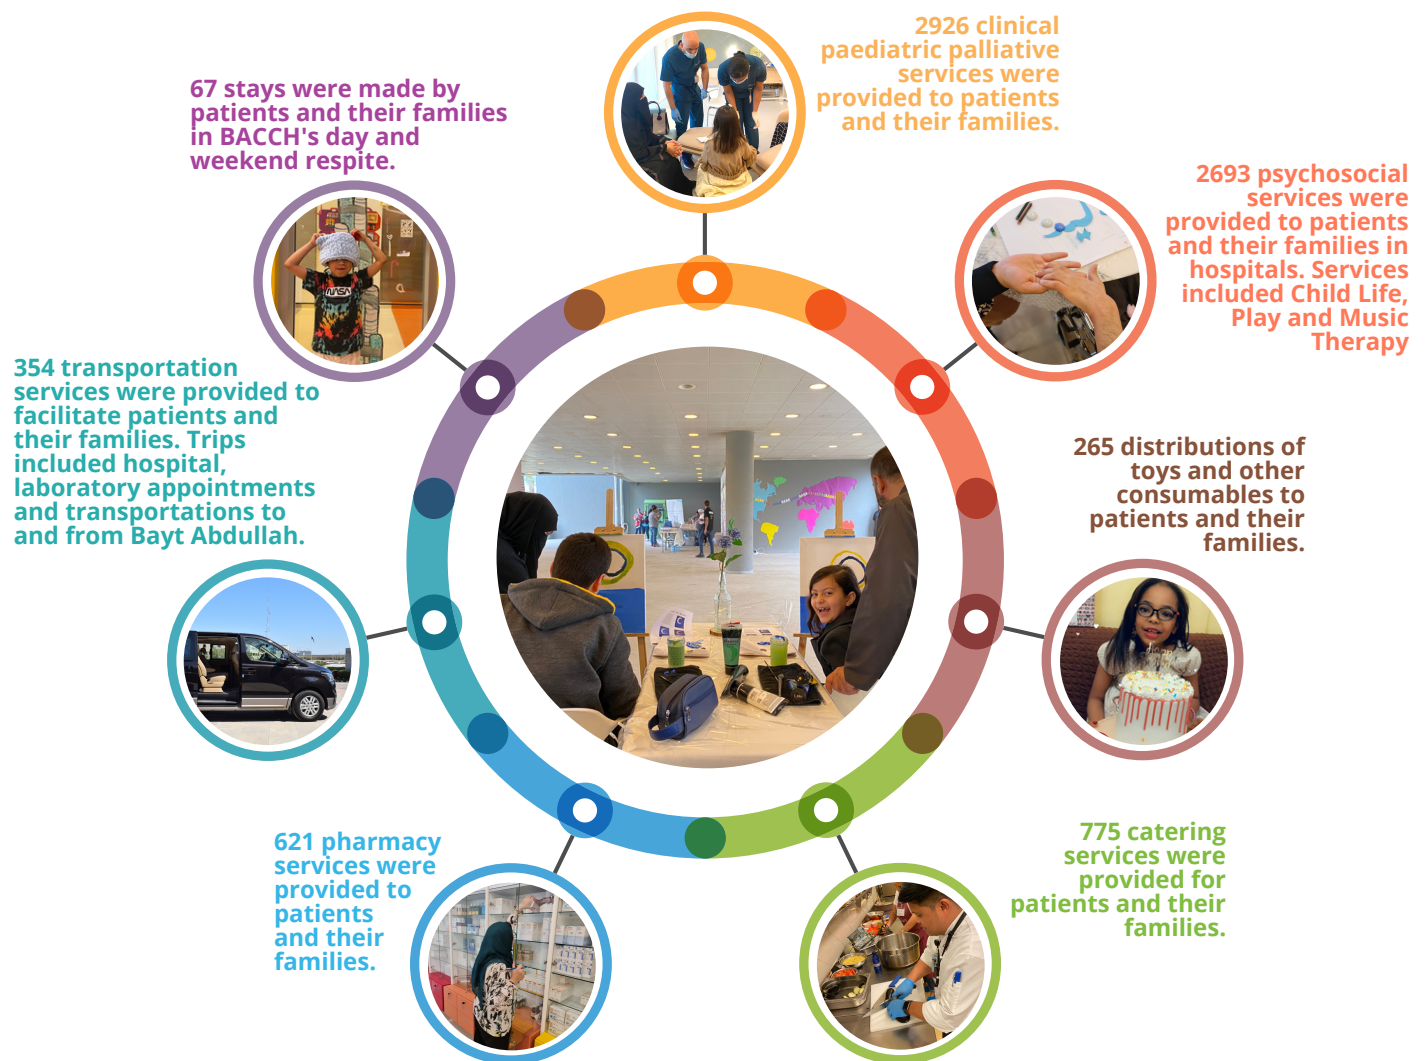 2926 clinical
paediatric palliative
services were
provided to patients
and their families.
67 stays were made by
patients and their families
in BACCH's day and
weekend respite.
2693 psychosocial
services were
provided to patients
and their families in
hospitals. Services
included Child Life,
Play and Music
Therapy
354 transportation
services were provided to
facilitate patients and
their families. Trips
included hospital,
laboratory appointments
and transportations to
and from Bayt Abdullah.
265 distributions of
toys and other
consumables to
patients and their
families.
621 pharmacy
services were
provided to
patients
and their
families.
775 catering
services were
provided for
patients and their
families.
NASA